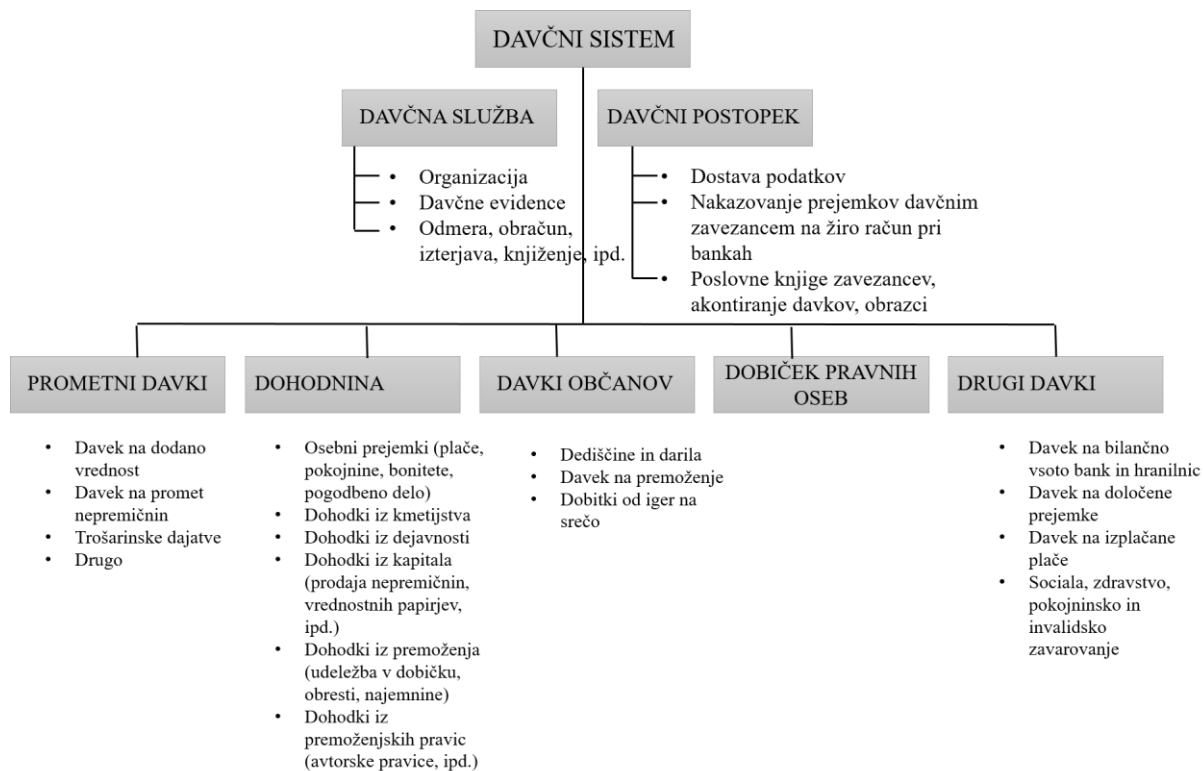 DAVČNI SISTEM
DAVČNA SLUŽBA
• Organizacija
• Davčne evidence
• Odmera, obračun,
izterjava, knjiženje, ipd.
DAVČNI POSTOPEK
• Dostava podatkov
• Nakazovanje prejemkov davčnim
zavezancem na žiro račun pri
bankah
• Poslovne knjige zavezancev,
akontiranje davkov, obrazci
PROMETNI DAVKI
• Davek na dodano
vrednost
• Davek na promet
nepremičnin
• Trošarinske dajatve
• Drugo
DOHODNINA
• Osebni prejemki (plače,
pokojnine, bonitete,
pogodbeno delo)
• Dohodki iz kmetijstva
• Dohodki iz dejavnosti
• Dohodki iz kapitala
(prodaja nepremičnin,
vrednostnih papirjev,
ipd.)
• Dohodki iz premoženja
(udeležba v dobičku,
obresti, najemnine)
• Dohodki iz
premoženjskih pravic
(avtorske pravice, ipd.)
DAVKI OBČANOV
• Dediščine in darila
• Davek na premoženje
• Dobitki od iger na
srečo
DOBIČEK PRAVNIH
OSEB
DRUGI DAVKI
• Davek na bilančno
vsoto bank in hranilnic
• Davek na določene
prejemke
• Davek na izplačane
plače
• Sociala, zdravstvo,
pokojninsko in
invalidsko
zavarovanje